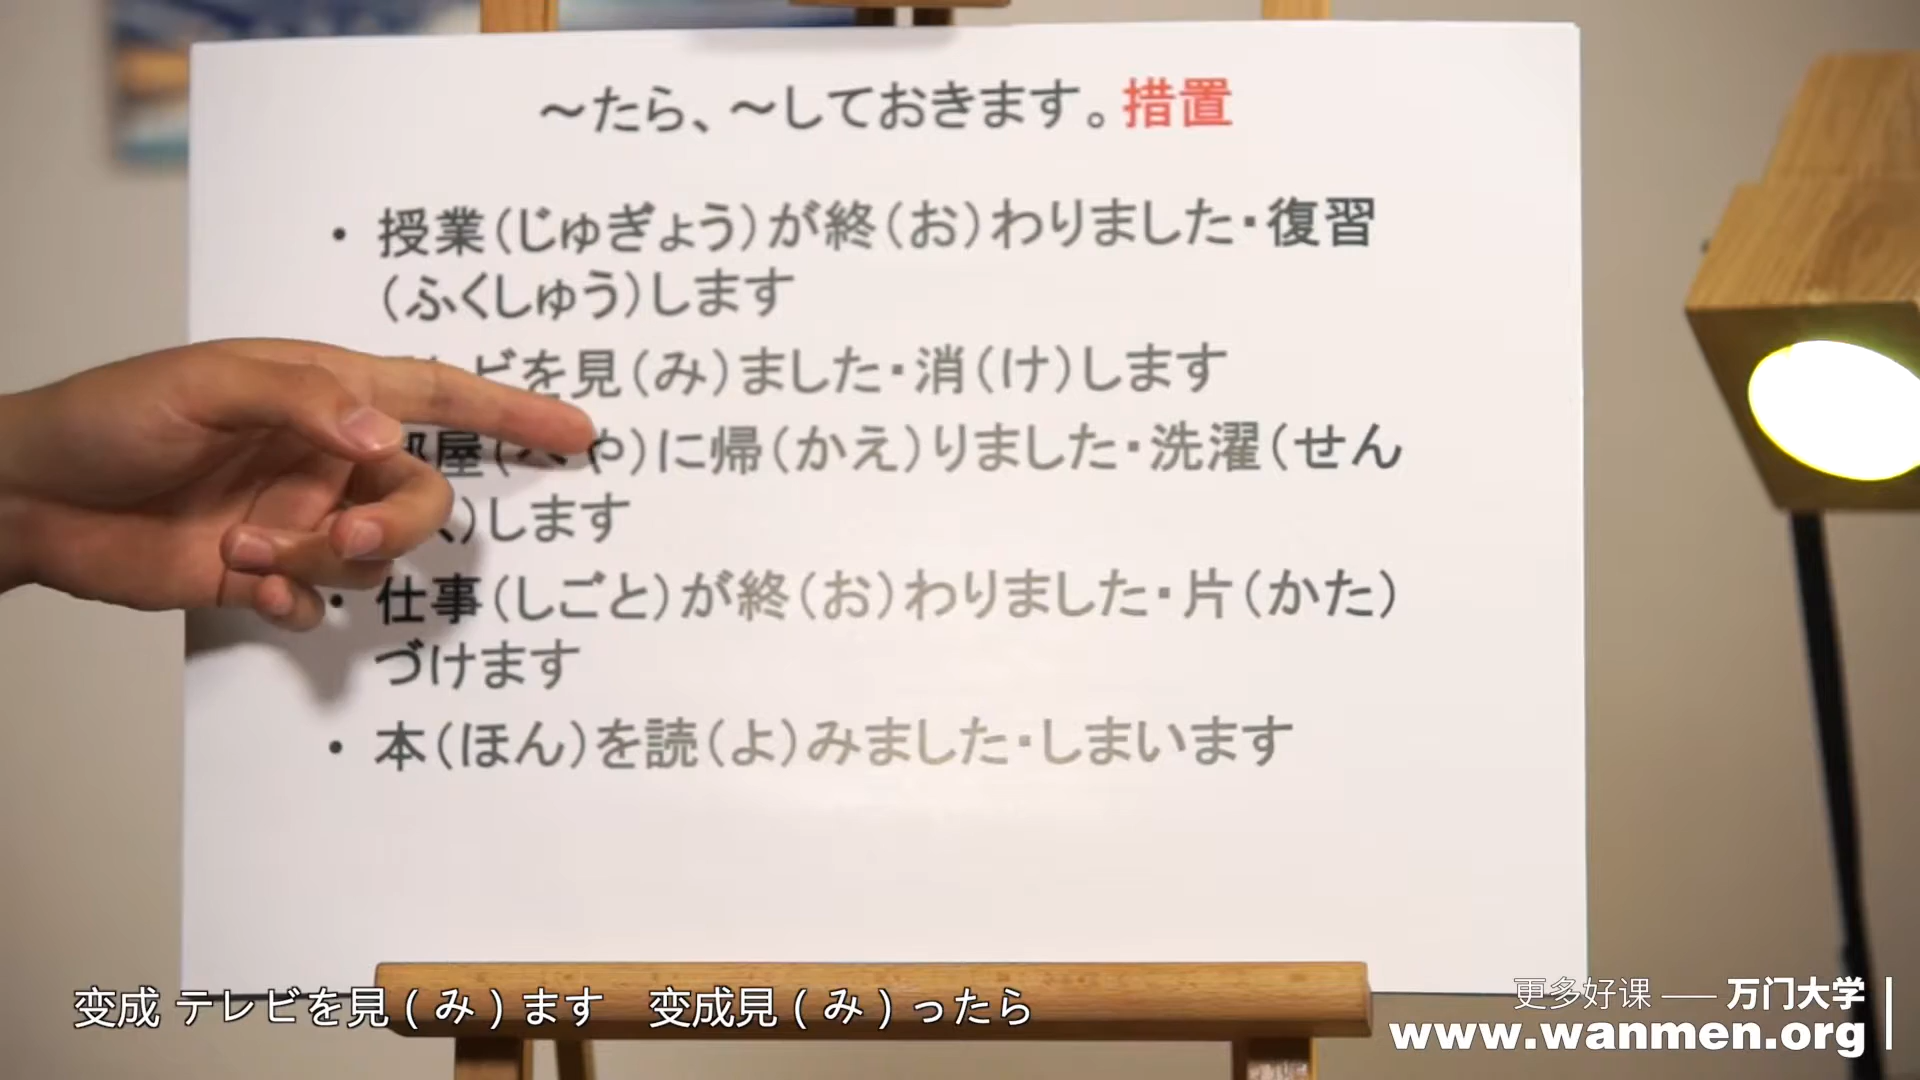 ～たら、～しておきます。措置
・授業(じゅぎょう)が終(お)わりました・復習
(ふくしゅう)します
ビを見(み)ました・消(け)します
部屋(へや)に帰(かえ)りました・洗濯(せん
)します
・仕事(しごと)が終(お)わりました・片(かた)
づけます
・本(ほん)を読(よ)みました・しまいます
变成 テレビを見(み)ます 变成見(み)ったら
更多好课 —— 万门大学
www.wanmen.org